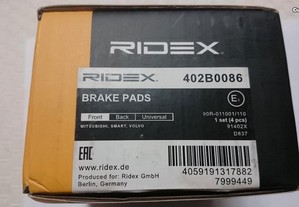 RIDEX
RIDEX 402B0086
BRAKE PADS
Front Back Universal
MITSUBISHI, SMART, VOLVO
E1
90R-011001/110
1 set (4 pcs)
91402X
D837
EAC
www.ridex.de
Produced for: Ridex GmbH
Berlin, Germany
4059191317882
7999449